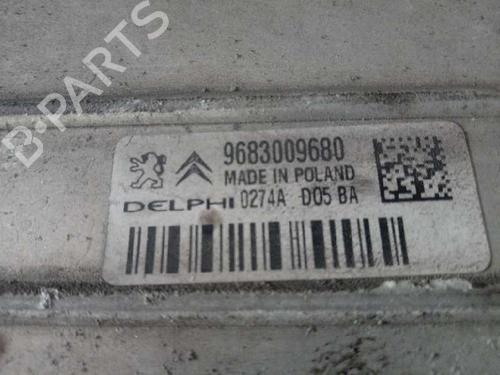 B-PARTS
9683009680
MADE IN POLAND
DELPHI 0274A D05 BA